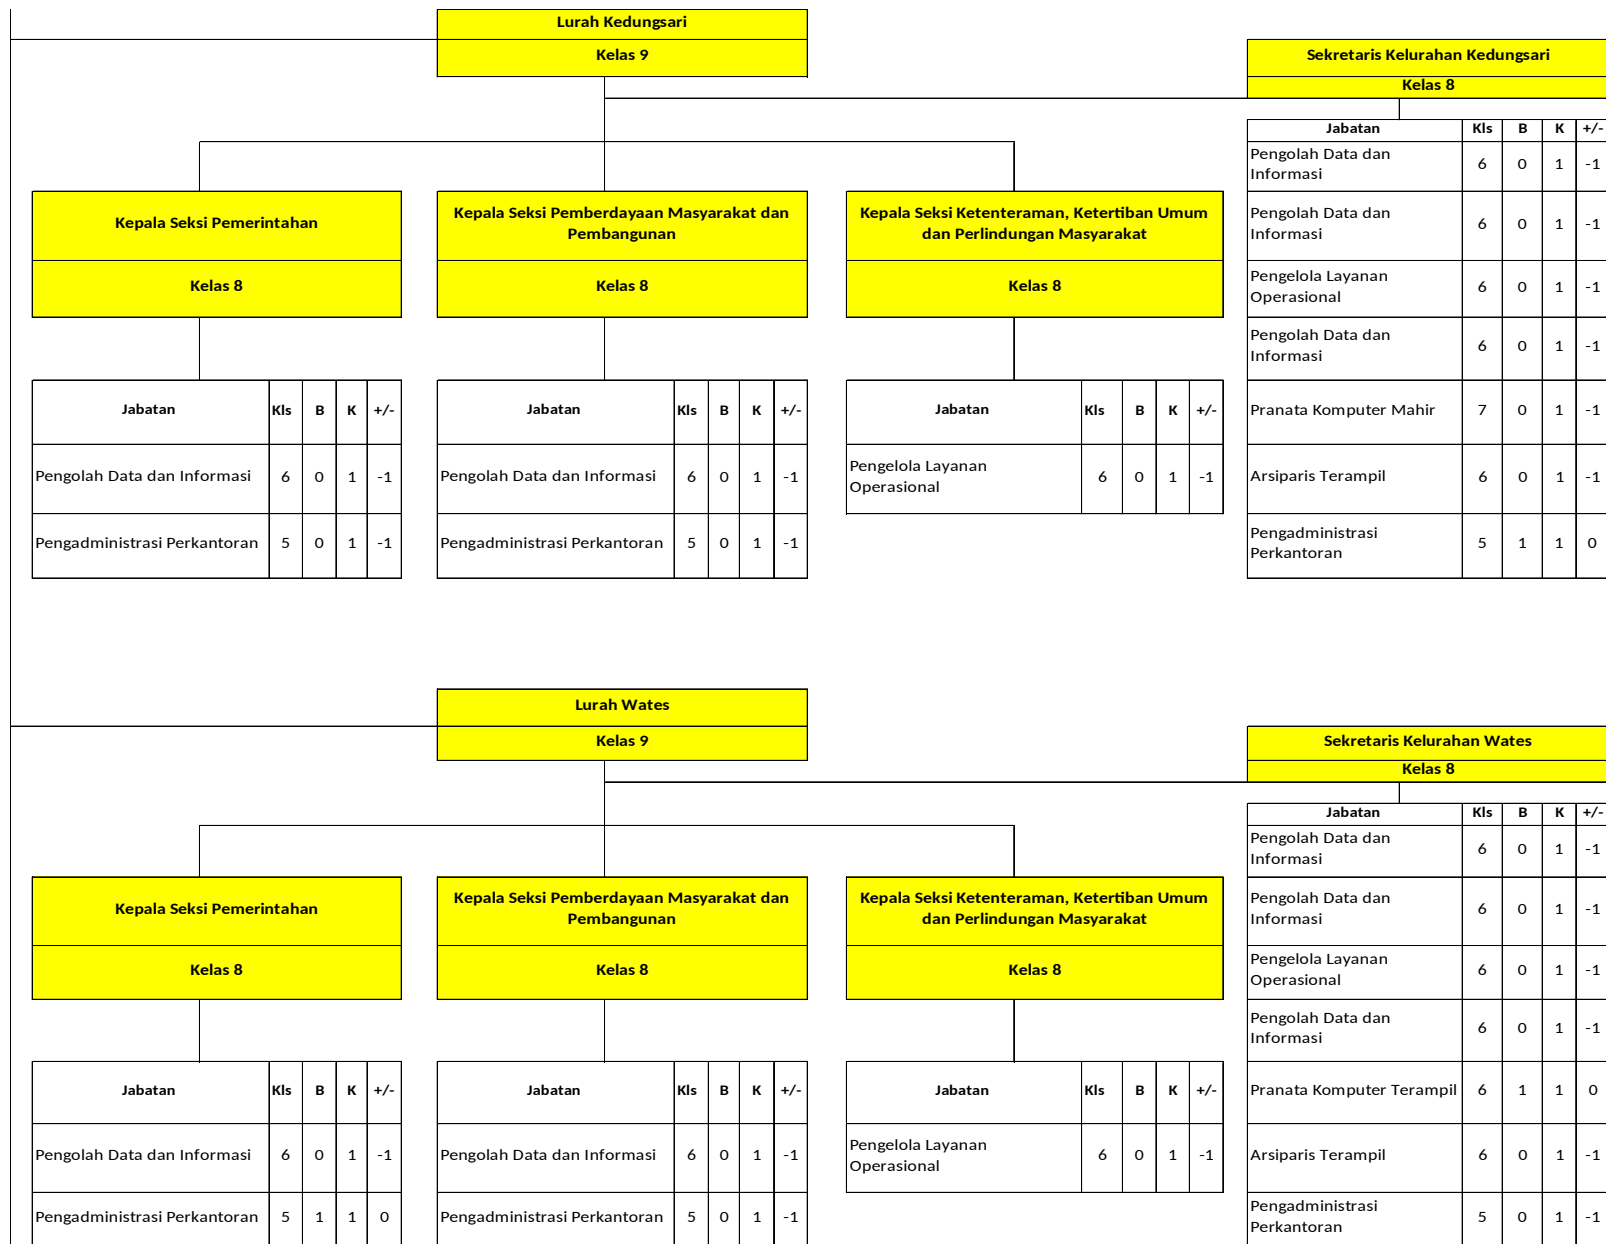 Lurah Kedungsari
Kelas 9
Sekretaris Kelurahan Kedungsari
Kelas 8
Jabatan Kls B K +/-
Pengolah Data dan
Informasi 6 0 1 -1
Pengolah Data dan
Informasi 6 0 1 -1
Pengelola Layanan
Operasional 6 0 1 -1
Pengolah Data dan
Informasi 6 0 1 -1
Pranata Komputer Mahir 7 0 1 -1
Arsiparis Terampil 6 0 1 -1
Pengadministrasi
Perkantoran 5 1 1 0
Kepala Seksi Pemerintahan
Kelas 8
Jabatan Kls B K +/-
Pengolah Data dan Informasi 6 0 1 -1
Pengadministrasi Perkantoran 5 0 1 -1
Kepala Seksi Pemberdayaan Masyarakat dan
Pembangunan
Kelas 8
Jabatan Kls B K +/-
Pengolah Data dan Informasi 6 0 1 -1
Pengadministrasi Perkantoran 5 0 1 -1
Kepala Seksi Ketenteraman, Ketertiban Umum
dan Perlindungan Masyarakat
Kelas 8
Jabatan Kls B K +/-
Pengelola Layanan
Operasional 6 0 1 -1
Lurah Wates
Kelas 9
Sekretaris Kelurahan Wates
Kelas 8
Jabatan Kls B K +/-
Pengolah Data dan
Informasi 6 0 1 -1
Pengolah Data dan
Informasi 6 0 1 -1
Pengelola Layanan
Operasional 6 0 1 -1
Pengolah Data dan
Informasi 6 0 1 -1
Pranata Komputer Terampil 6 1 1 0
Arsiparis Terampil 6 0 1 -1
Pengadministrasi
Perkantoran 5 0 1 -1
Kepala Seksi Pemerintahan
Kelas 8
Jabatan Kls B K +/-
Pengolah Data dan Informasi 6 0 1 -1
Pengadministrasi Perkantoran 5 1 1 0
Kepala Seksi Pemberdayaan Masyarakat dan
Pembangunan
Kelas 8
Jabatan Kls B K +/-
Pengolah Data dan Informasi 6 0 1 -1
Pengadministrasi Perkantoran 5 0 1 -1
Kepala Seksi Ketenteraman, Ketertiban Umum
dan Perlindungan Masyarakat
Kelas 8
Jabatan Kls B K +/-
Pengelola Layanan
Operasional 6 0 1 -1